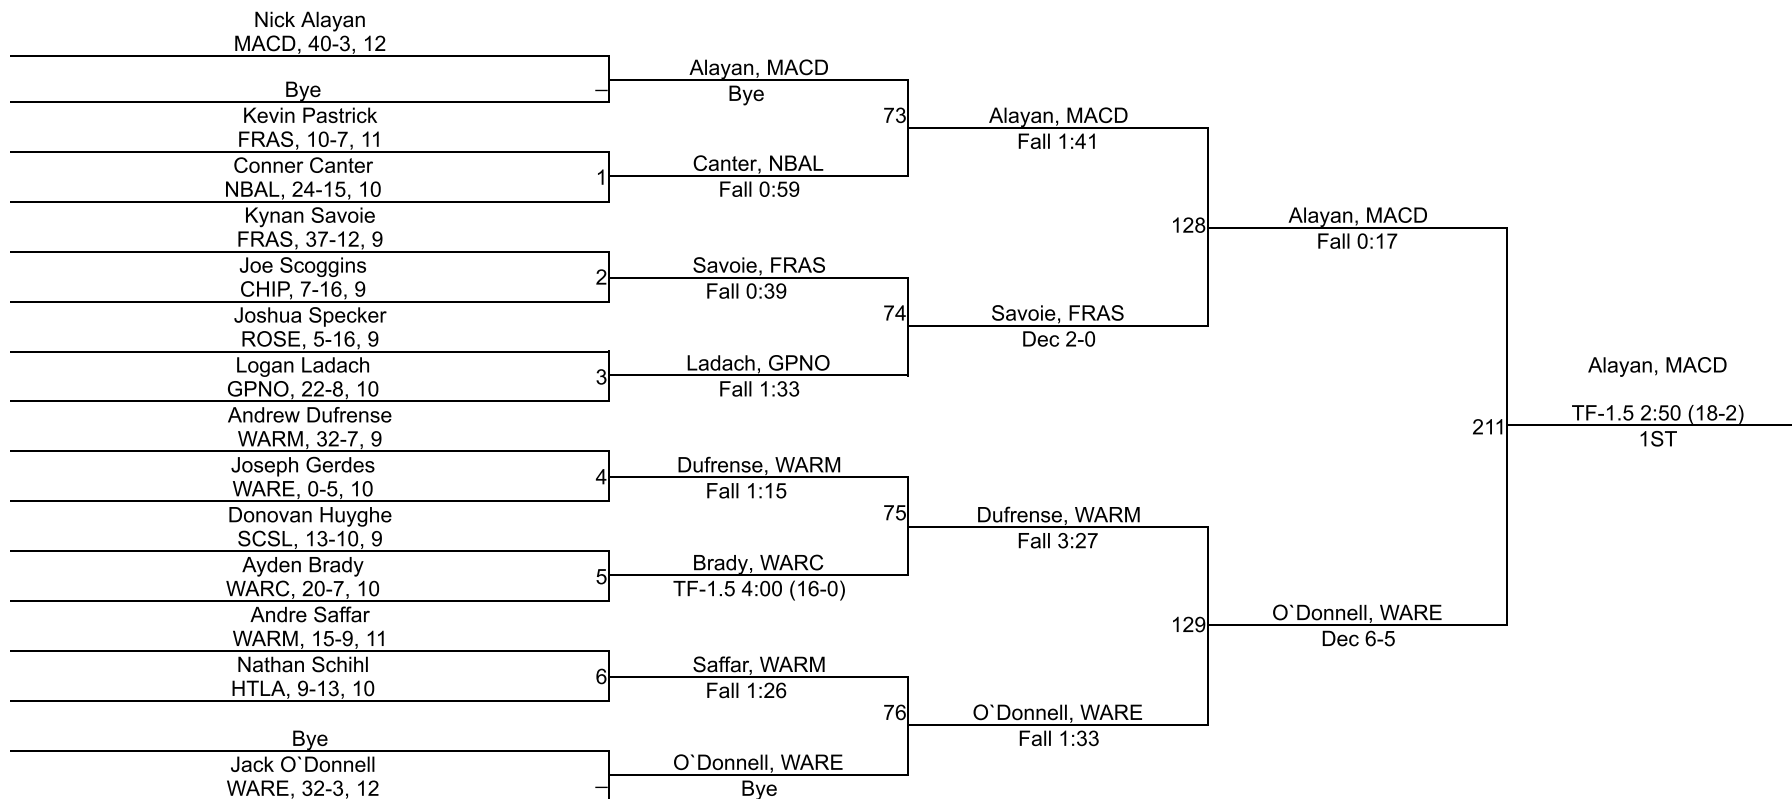 Nick Alayan
MACD, 40-3, 12
Bye
–
Kevin Pastrick
FRAS, 10-7, 11
Conner Canter
NBAL, 24-15, 10
1
Kynan Savoie
FRAS, 37-12, 9
Joe Scoggins
CHIP, 7-16, 9
2
Joshua Specker
ROSE, 5-16, 9
Logan Ladach
GPNO, 22-8, 10
3
Andrew Dufrense
WARM, 32-7, 9
Joseph Gerdes
WARE, 0-5, 10
4
Donovan Huyghe
SCSL, 13-10, 9
Ayden Brady
WARC, 20-7, 10
5
Andre Saffar
WARM, 15-9, 11
Nathan Schihl
HTLA, 9-13, 10
6
Bye
Jack O`Donnell
WARE, 32-3, 12
–
Alayan, MACD
Bye
73
Canter, NBAL
Fall 0:59
Savoie, FRAS
Fall 0:39
74
Ladach, GPNO
Fall 1:33
Dufrense, WARM
Fall 1:15
75
Brady, WARC
TF-1.5 4:00 (16-0)
Saffar, WARM
Fall 1:26
76
O`Donnell, WARE
Bye
Alayan, MACD
Fall 1:41
128
Savoie, FRAS
Dec 2-0
Dufrense, WARM
Fall 3:27
129
O`Donnell, WARE
Fall 1:33
Alayan, MACD
Fall 0:17
211
O`Donnell, WARE
Dec 6-5
Alayan, MACD
TF-1.5 2:50 (18-2)
1ST